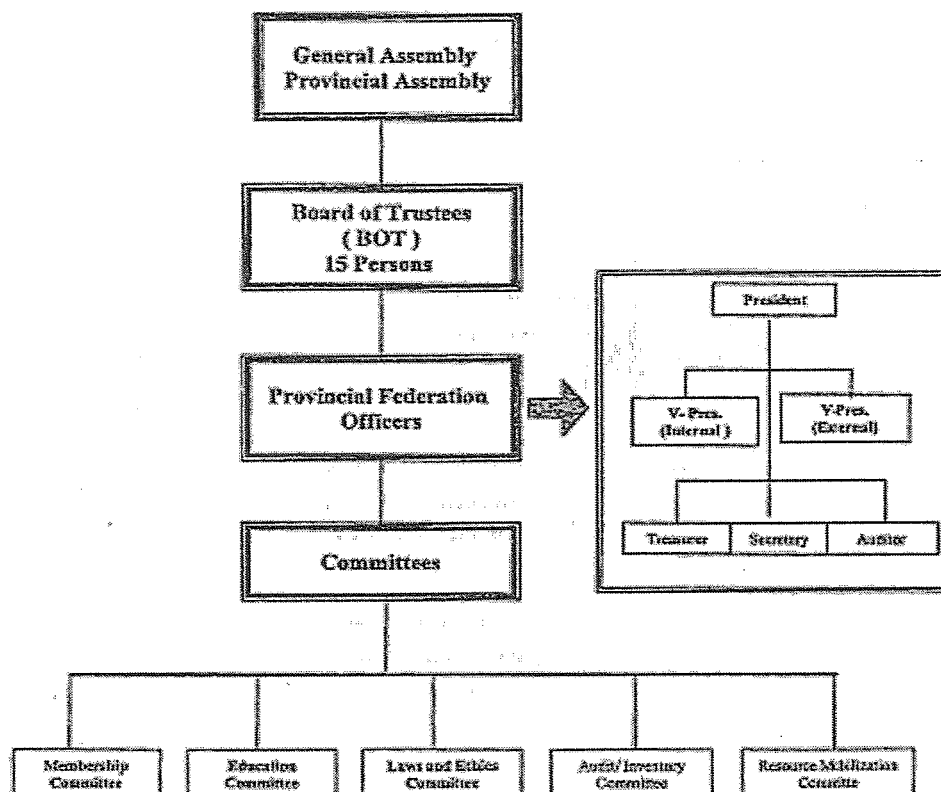 General Assembly
Provincial Assembly
Board of Trustees
( BOT )
15 Persons
Provincial Federation
Officers
Committees
President
V- Pres.
(Internal )
V-Pres.
(External)
Treasurer
Secretary
Auditor
Membership
Committee
Education
Committee
Laws and Ethics
Committee
Audit/ Inventory
Committee
Resource Mobilization
Committe